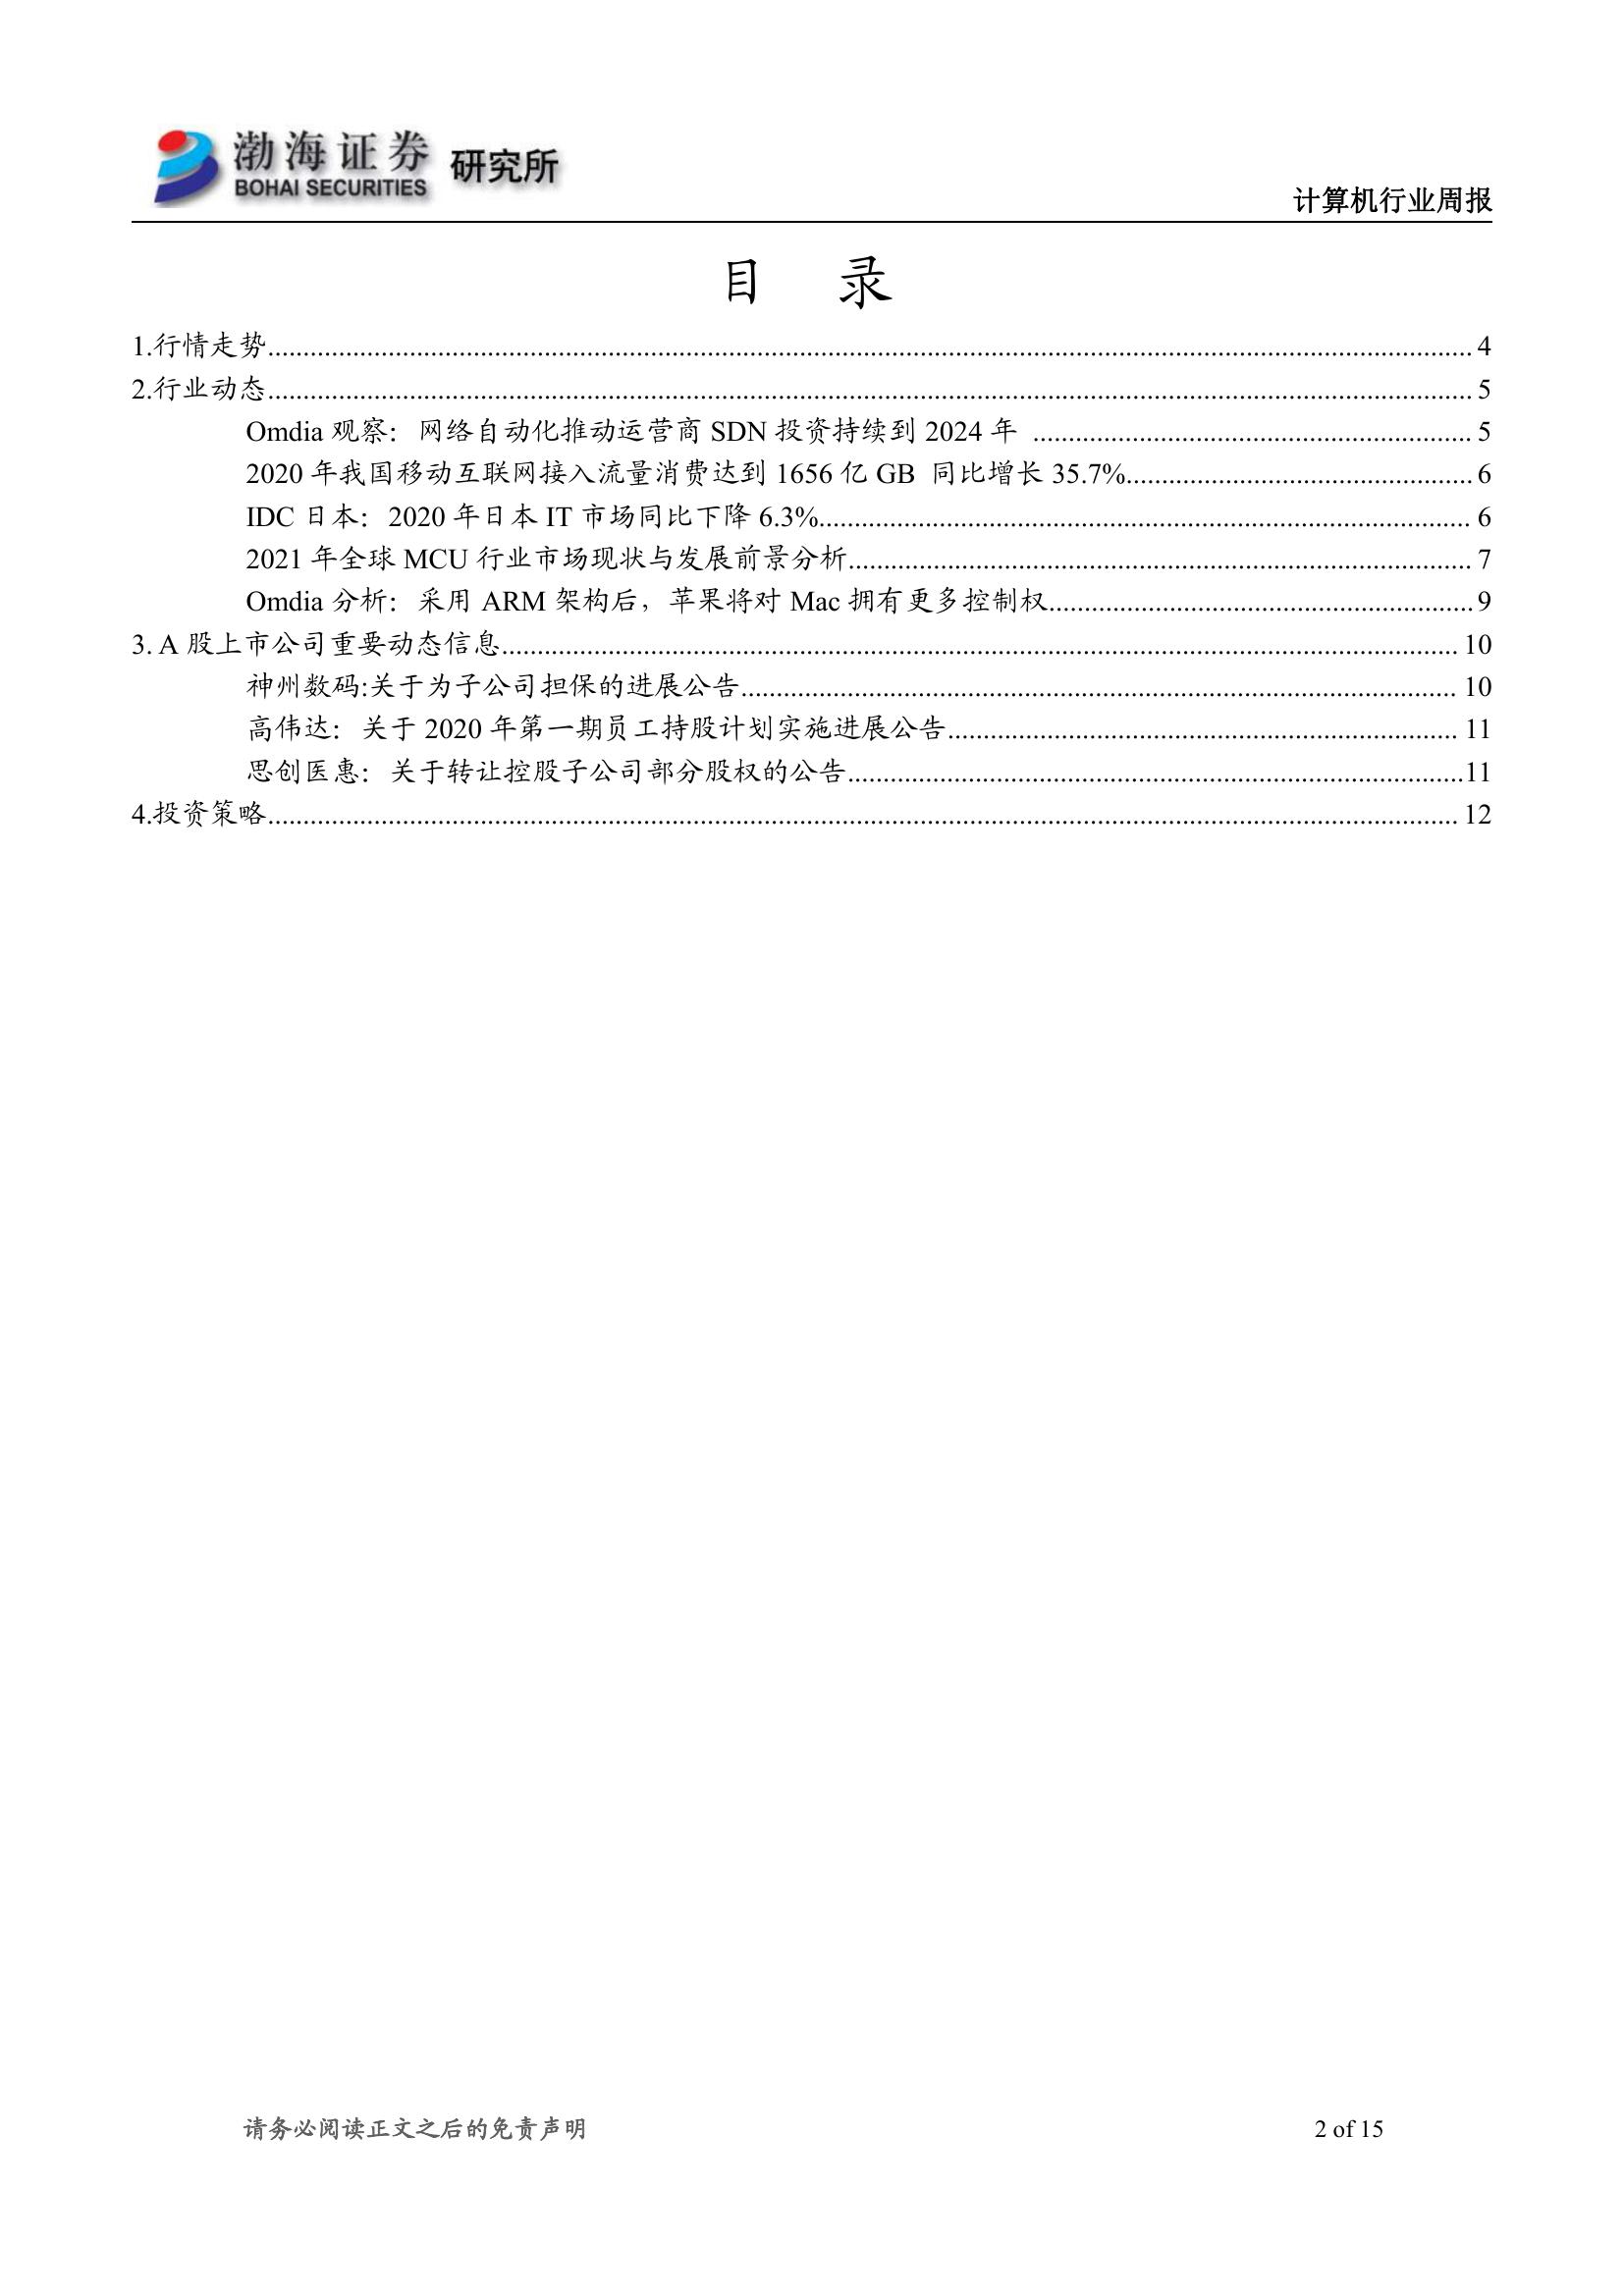 渤海证券 研究所
BOHAI SECURITIES
计算机行业周报
目 录
1.行情走势........ 4
2.行业动态........ 5
Omdia 观察：网络自动化推动运营商 SDN 投资持续到 2024 年 ........ 5
2020 年我国移动互联网接入流量消费达到 1656 亿 GB 同比增长 35.7%........ 6
IDC 日本：2020 年日本 IT 市场同比下降 6.3%........ 6
2021 年全球 MCU 行业市场现状与发展前景分析........ 7
Omdia 分析：采用 ARM 架构后，苹果将对 Mac 拥有更多控制权........ 9
3. A 股上市公司重要动态信息........ 10
神州数码:关于为子公司担保的进展公告........ 10
高伟达：关于 2020 年第一期员工持股计划实施进展公告........ 11
思创医惠：关于转让控股子公司部分股权的公告........11
4.投资策略........ 12
请务必阅读正文之后的免责声明 2 of 15